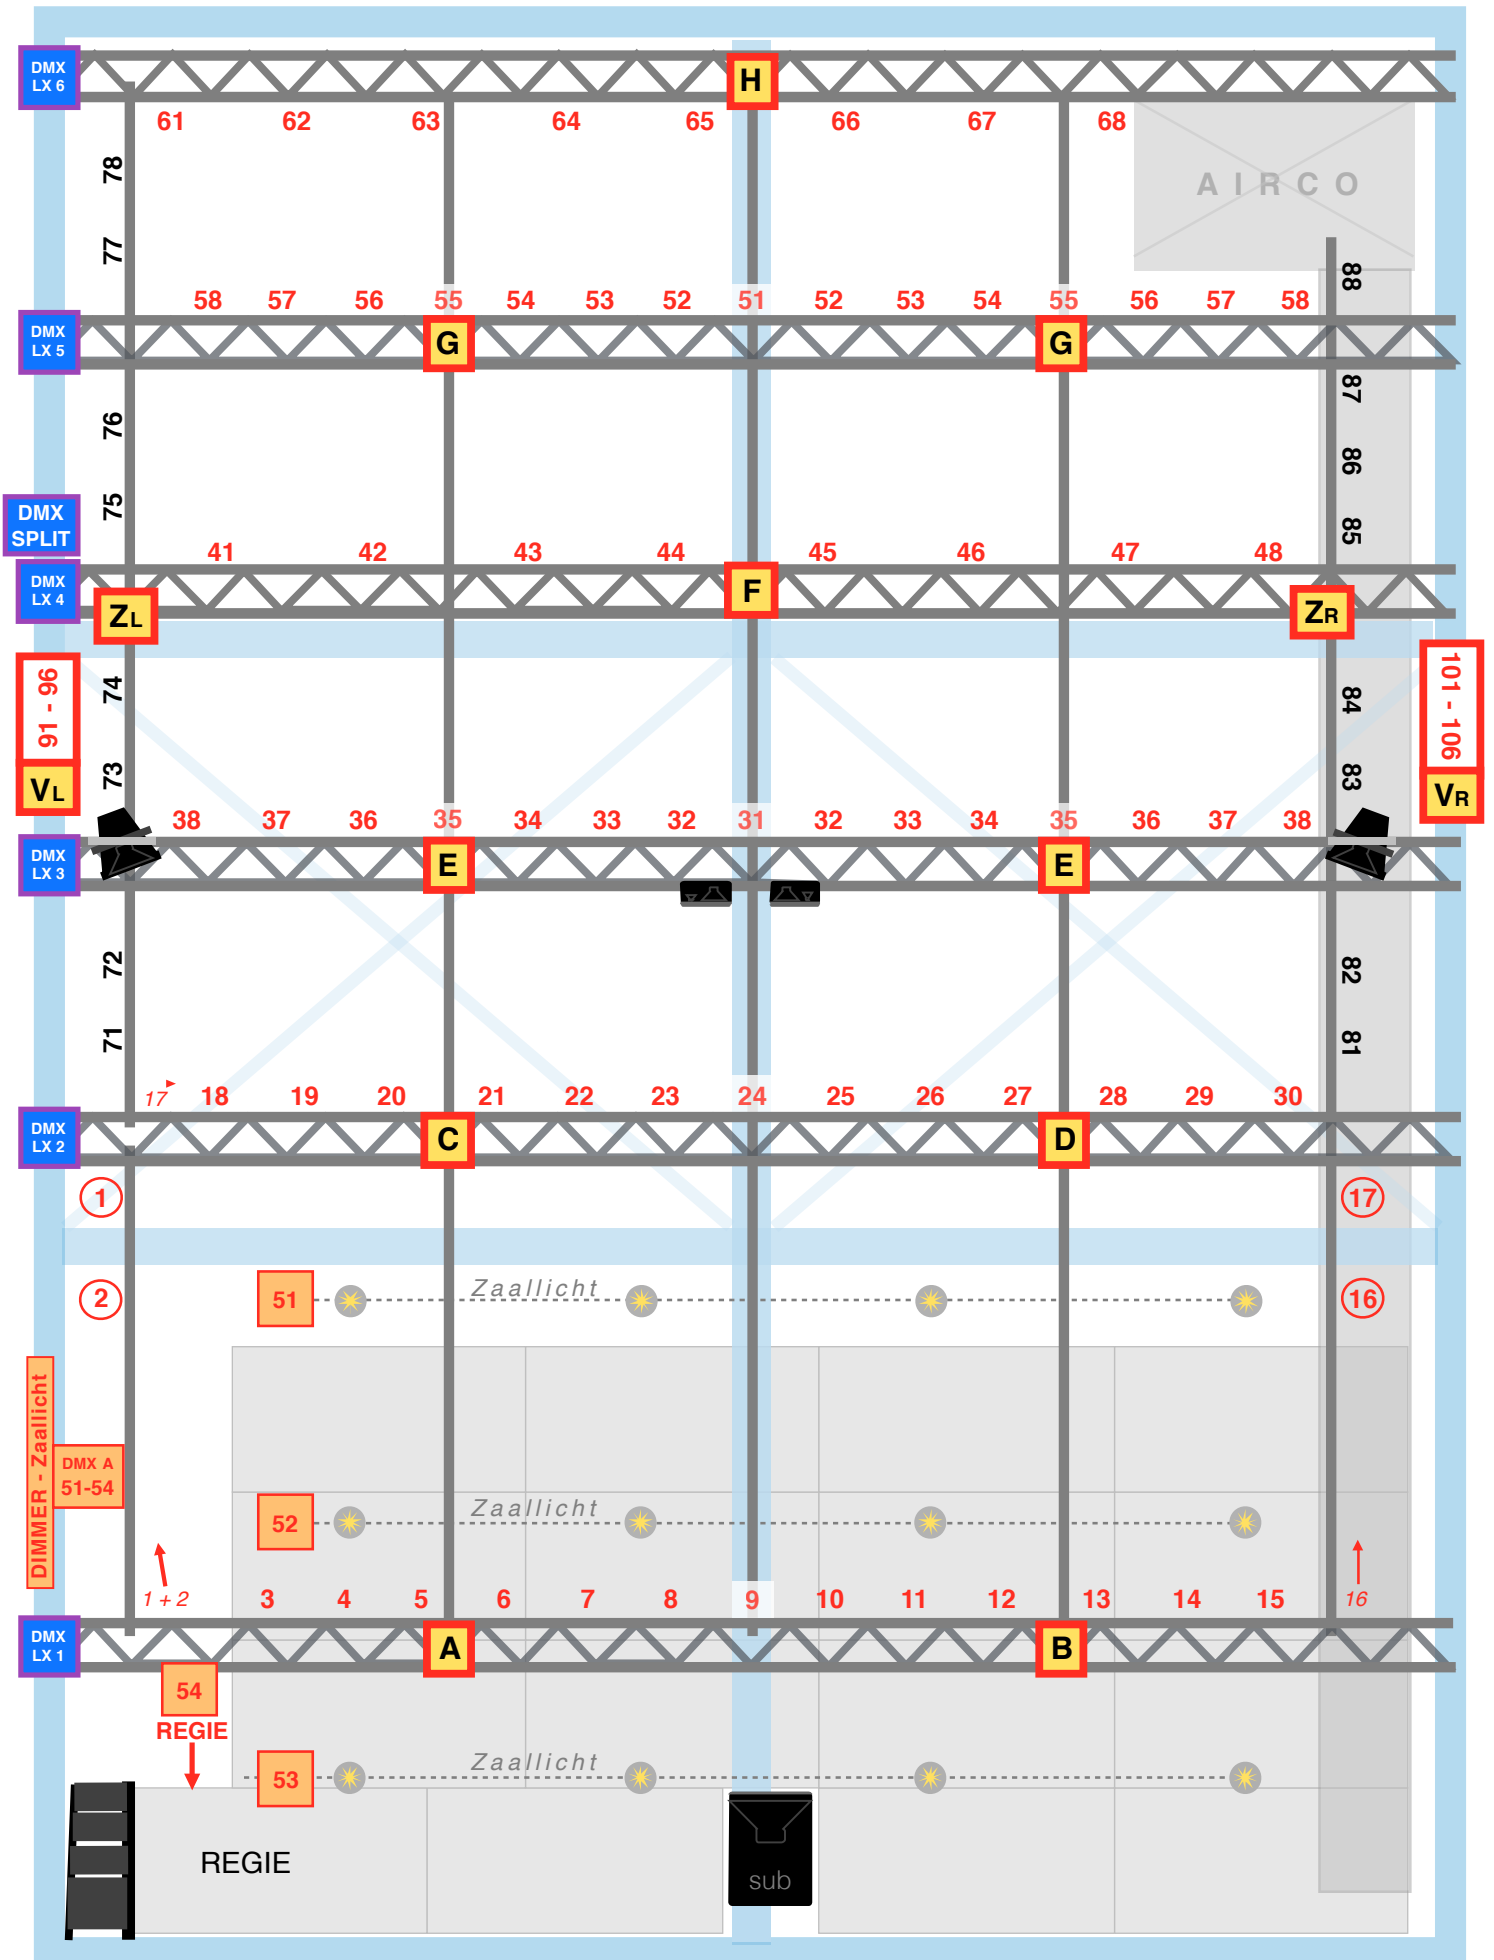 DMX
LX 6
H
61 62 63 64 65 66 67 68
78
AIRCO
77
88
58 57 56 55 54 53 52 51 52 53 54 55 56 57 58
DMX
LX 5
G
G
87
76
86
75
85
DMX
SPLIT
41 42 43 44 45 46 47 48
DMX
LX 4
ZL
F
ZR
91 - 96
VL
101 - 106
VR
74
84
73
83
38 37 36 35 34 33 32 31 32 33 34 35 36 37 38
DMX
LX 3
E
E
72
82
71
81
17 18 19 20 21 22 23 24 25 26 27 28 29 30
DMX
LX 2
C
D
1
17
2
16
51
Zaallicht
DIMMER - Zaallicht
DMX A
51-54
52
Zaallicht
1 + 2
3 4 5 6 7 8 9 10 11 12 13 14 15
16
DMX
LX 1
A
B
54
REGIE
53
Zaallicht
REGIE
sub